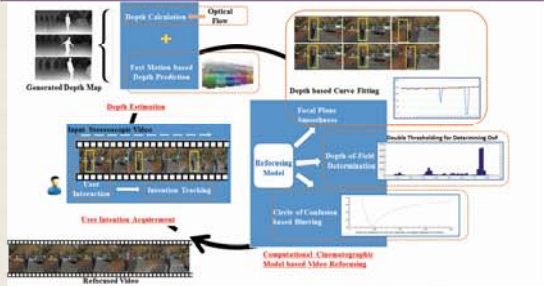 Depth Calculation
Optical
Flow
Fast Motion based
Depth Prediction
Generated Depth Map
Depth Estimation
Input Stereoscopic Video
User
Interaction
Intention Tracking
User Intention Acquirement
Refocused Video
Depth based Curve Fitting
Focal Plane
Smoothness
Refocusing
Model
Double Thresholding for Determining DoF
Depth of Field
Determination
Circle of Confusion
based Blurring
Computational Cinematographic
Model based Video Refocusing